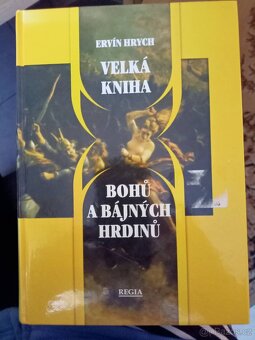 ERVÍN HRYCH
VELKÁ
KNIHA
BOHŮ
A BÁJNÝCH
HRDINŮ
REGIA